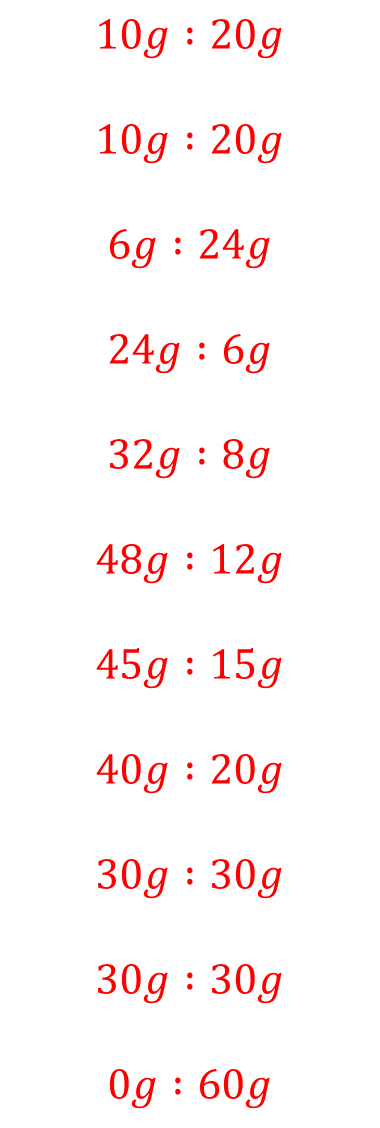 10g : 20g
10g : 20g
6g : 24g
24g : 6g
32g : 8g
48g : 12g
45g : 15g
40g : 20g
30g : 30g
30g : 30g
0g : 60g